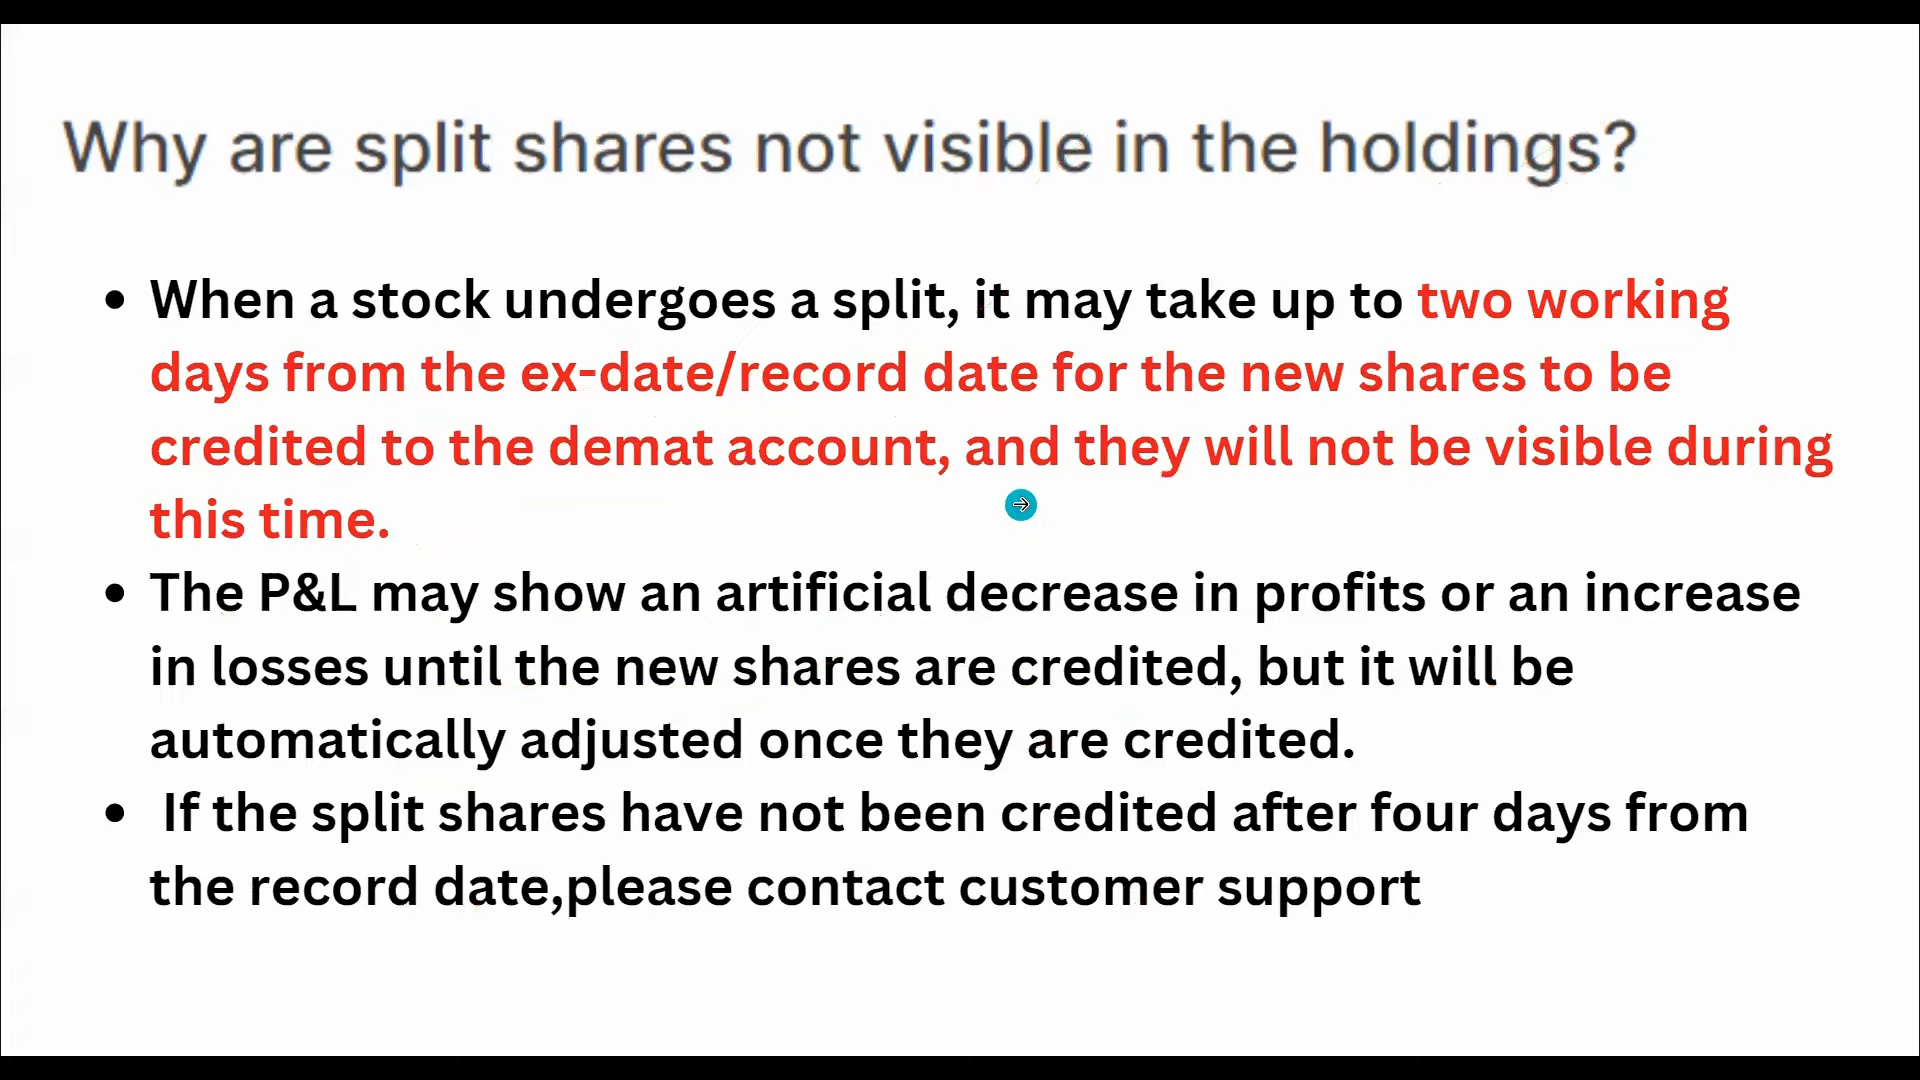 Why are split shares not visible in the holdings?
• When a stock undergoes a split, it may take up to two working
days from the ex-date/record date for the new shares to be
credited to the demat account, and they will not be visible during
this time.
• The P&L may show an artificial decrease in profits or an increase
in losses until the new shares are credited, but it will be
automatically adjusted once they are credited.
• If the split shares have not been credited after four days from
the record date,please contact customer support